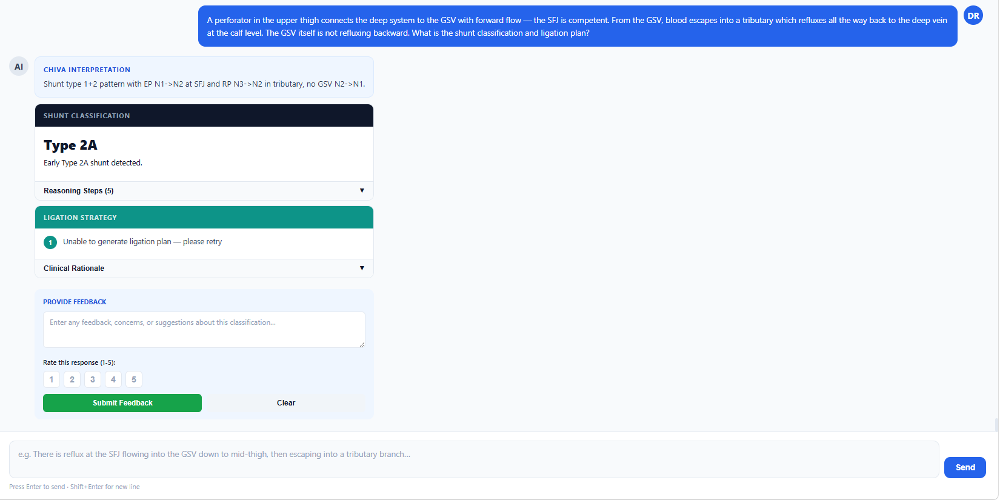 A perforator in the upper thigh connects the deep system to the GSV with forward flow — the SFJ is competent. From the GSV, blood escapes into a tributary which refluxes all the way back to the deep vein
at the calf level. The GSV itself is not refluxing backward. What is the shunt classification and ligation plan?
DR
AI
CHIVA INTERPRETATION
Shunt type 1+2 pattern with EP N1->N2 at SFJ and RP N3->N2 in tributary, no GSV N2->N1.
SHUNT CLASSIFICATION
Type 2A
Early Type 2A shunt detected.
Reasoning Steps (5) ▼
LIGATION STRATEGY
1 Unable to generate ligation plan — please retry
Clinical Rationale ▼
PROVIDE FEEDBACK
Enter any feedback, concerns, or suggestions about this classification...
Rate this response (1-5):
1 2 3 4 5
Submit Feedback Clear
e.g. There is reflux at the SFJ flowing into the GSV down to mid-thigh, then escaping into a tributary branch...
Send
Press Enter to send · Shift+Enter for new line